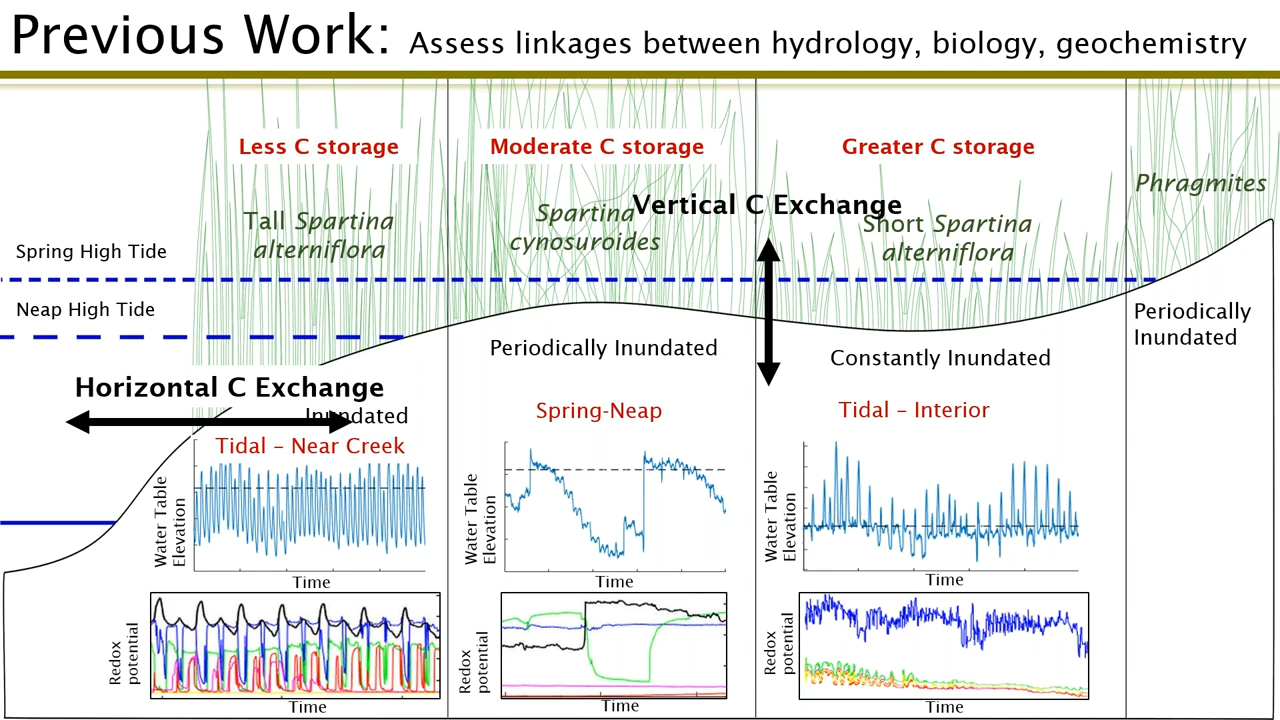 Previous Work: Assess linkages between hydrology, biology, geochemistry
Less C storage
Moderate C storage
Greater C storage
Phragmites
Vertical C Exchange
Tall Spartina
alterniflora
Spartina
cynosuroides
Short Spartina
alterniflora
Spring High Tide
Neap High Tide
Periodically
Inundated
Periodically Inundated
Constantly Inundated
Horizontal C Exchange
Inundated
Tidal – Near Creek
Spring-Neap
Tidal – Interior
Water Table
Elevation
Time
Water Table
Elevation
Time
Water Table
Elevation
Time
Redox
potential
Time
Redox
potential
Time
Redox
potential
Time